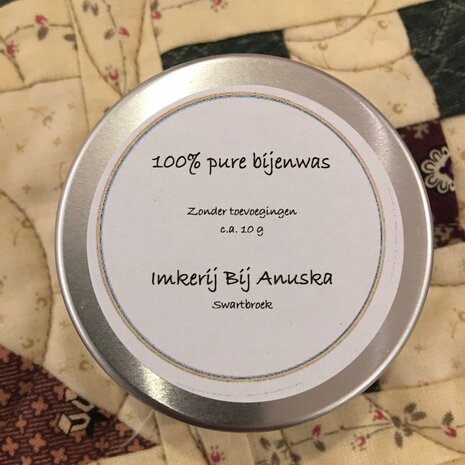 100% pure bijenwas
Zonder toevoegingen
c.a. 10 g
Imkerij Bij Anuska
Swartbroek